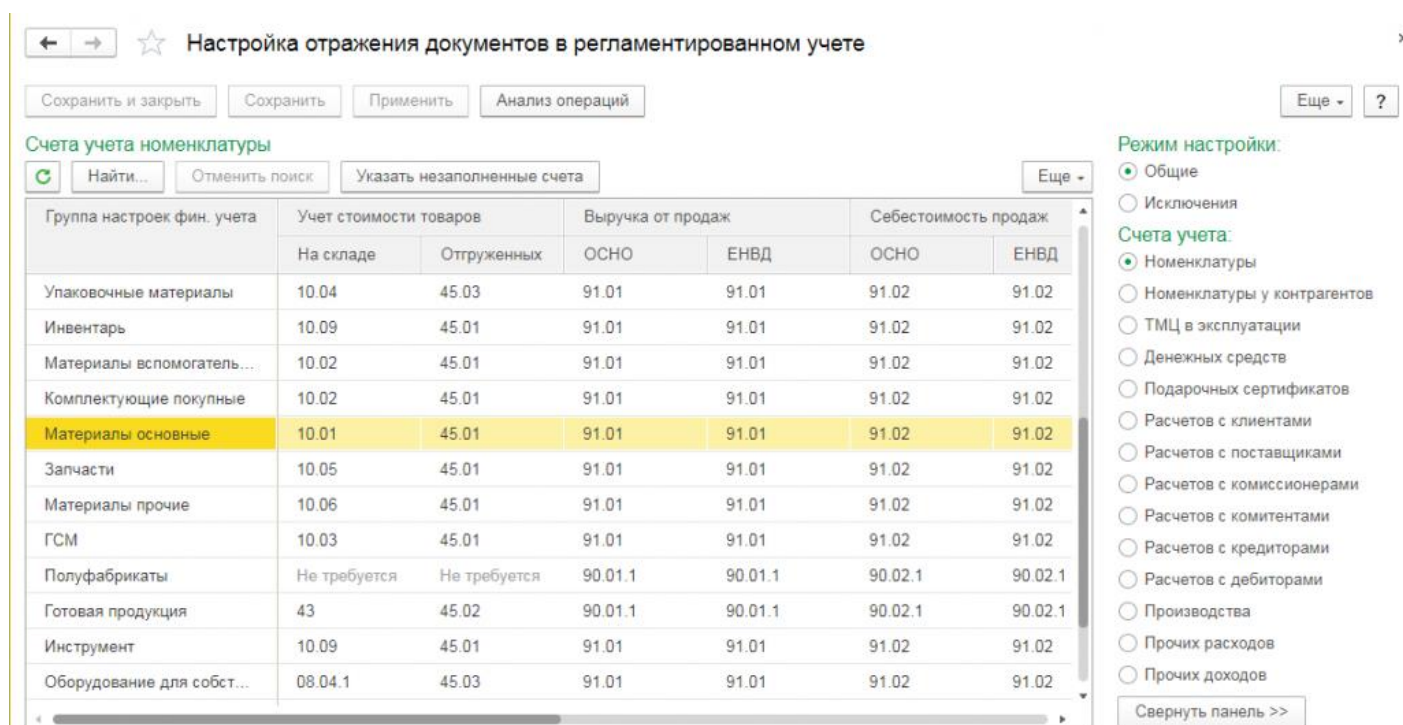 Настройка отражения документов в регламентированном учете
Сохранить и закрыть Сохранить Применить Анализ операций Еще ?
Счета учета номенклатуры
Найти... Отменить поиск Указать незаполненные счета Еще
Группа настроек фин. учета Учет стоимости товаров Выручка от продаж Себестоимость продаж
На складе Отгруженных ОСНО ЕНВД ОСНО ЕНВД
Упаковочные материалы 10.04 45.03 91.01 91.01 91.02 91.02
Инвентарь 10.09 45.01 91.01 91.01 91.02 91.02
Материалы вспомогатель... 10.02 45.01 91.01 91.01 91.02 91.02
Комплектующие покупные 10.02 45.01 91.01 91.01 91.02 91.02
Материалы основные 10.01 45.01 91.01 91.01 91.02 91.02
Запчасти 10.05 45.01 91.01 91.01 91.02 91.02
Материалы прочие 10.06 45.01 91.01 91.01 91.02 91.02
ГСМ 10.03 45.01 91.01 91.01 91.02 91.02
Полуфабрикаты Не требуется Не требуется 90.01.1 90.01.1 90.02.1 90.02.1
Готовая продукция 43 45.02 90.01.1 90.01.1 90.02.1 90.02.1
Инструмент 10.09 45.01 91.01 91.01 91.02 91.02
Оборудование для собст... 08.04.1 45.03 91.01 91.01 91.02 91.02
Режим настройки:
Общие
Исключения
Счета учета:
Номенклатуры
Номенклатуры у контрагентов
ТМЦ в эксплуатации
Денежных средств
Подарочных сертификатов
Расчетов с клиентами
Расчетов с поставщиками
Расчетов с комиссионерами
Расчетов с комитентами
Расчетов с кредиторами
Расчетов с дебиторами
Производства
Прочих расходов
Прочих доходов
Свернуть панель >>